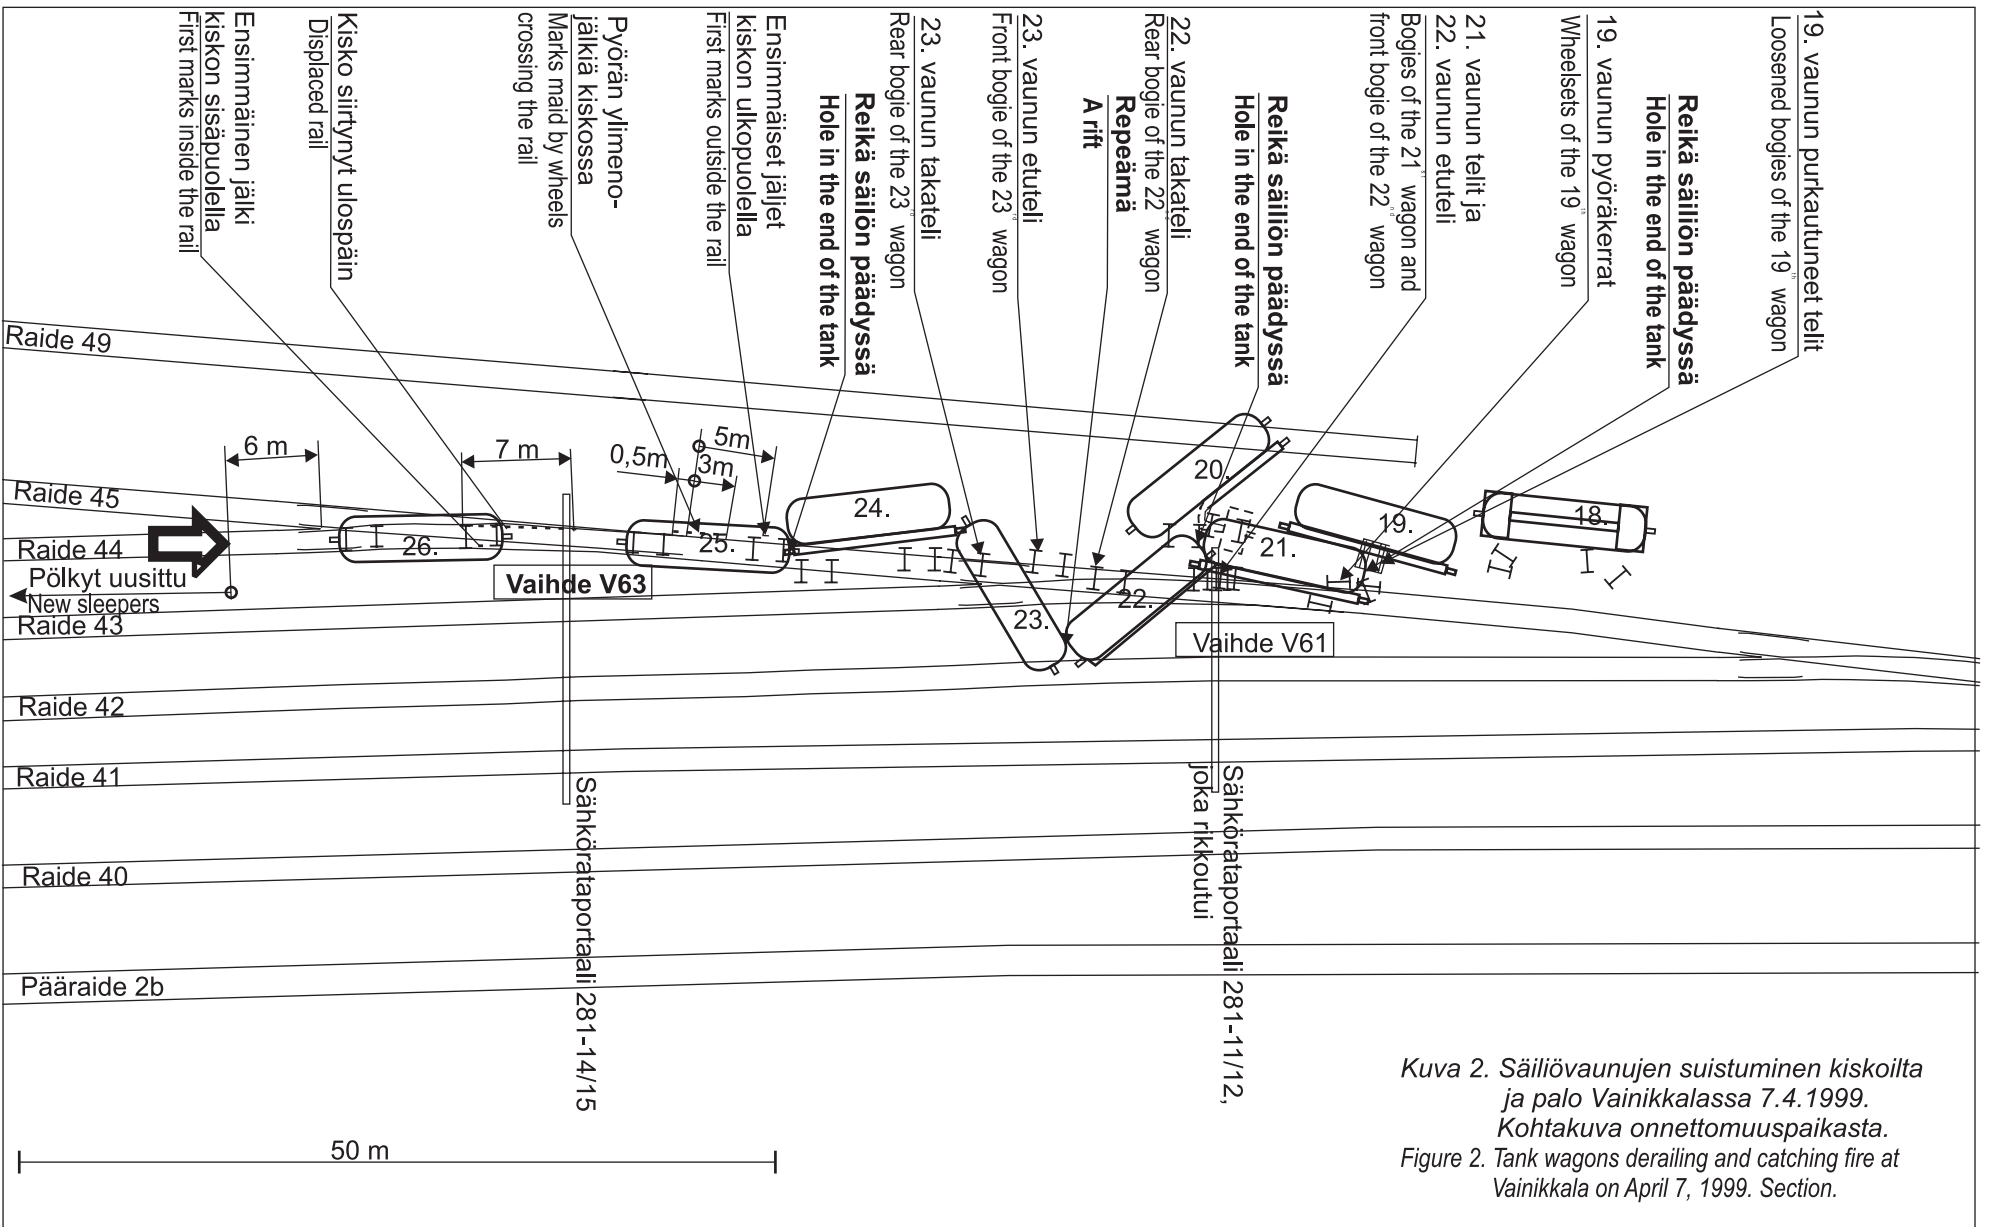 Ensimmäinen jälki
kiskon sisäpuolella
First marks inside the rail
Kisko siirtynyt ulospäin
Displaced rail
Pyörän ylimeno-
jälkiä kiskossa
Marks maid by wheels
crossing the rail
Ensimmäiset jäljet
kiskon ulkopuolella
First marks outside the rail
Reikä säilön päädyssä
Hole in the end of the tank
23. vaunun takateli
Rear bogie of the 23rd wagon
23. vaunun etuteli
Front bogie of the 23rd wagon
Repeämä
A rift
22. vaunun takateli
Rear bogie of the 22 wagon
Reikä säiliön päädyssä
Hole in the end of the tank
21. vaunun telit ja
22. vaunun etuteli
Bogies of the 21st wagon and
front bogie of the 22nd wagon
19. vaunun pyöräkerrat
Wheelsets of the 19th wagon
Reikä säiliön päädyssä
Hole in the end of the tank
19. vaunun purkautuneet telit
Loosened bogies of the 19th wagon
Raide 49
6 m
7 m
0,5m
5m
3m
Raide 45
Raide 44
Pölkyt uusittu
New sleepers
Raide 43
26.
25.
24.
23.
22.
21.
20.
19.
18.
Vaihde V63
Vaihde V61
Raide 42
Raide 41
Raide 40
Pääraide 2b
Sähkörataportaali 281-14/15
Sähkörataportaali 281-11/12,
joka rikkoutui
50 m
Kuva 2. Säiliövaunujen suistuminen kiskoilta
ja palo Vainikkalassa 7.4.1999.
Kohtakuva onnettomuuspaikasta.
Figure 2. Tank wagons derailing and catching fire at
Vainikkala on April 7, 1999. Section.